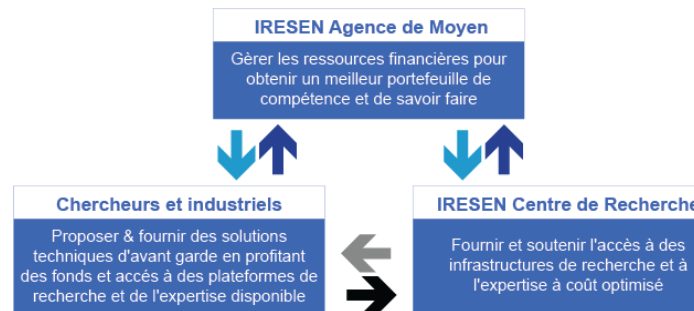 IRESEN Agence de Moyen
Gèrer les ressources financières pour
obtenir un meilleur portefeuille de
compétence et de savoir faire
Chercheurs et industriels
Proposer & fournir des solutions
techniques d'avant garde en profitant
des fonds et accés à des plateformes de
recherche et de l'expertise disponible
IRESEN Centre de Recherche
Fournir et soutenir l'accès à des
infrastructures de recherche et à
l'expertise à coût optimisé